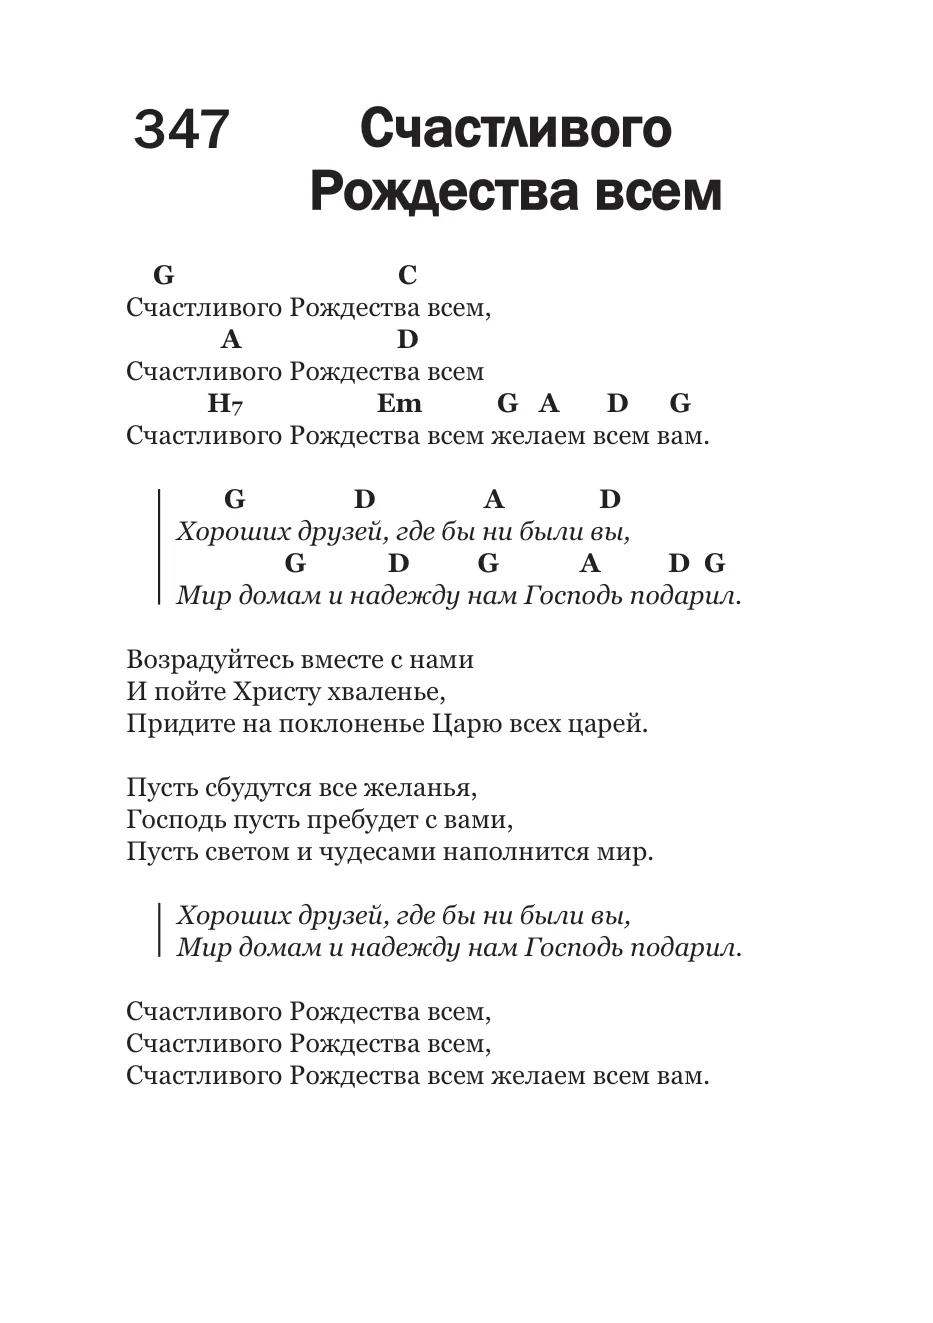 347
Счастливого
Рождества всем
G C
Счастливого Рождества всем,
A D
Счастливого Рождества всем
H7 Em G A D G
Счастливого Рождества всем желаем всем вам.
G D A D
Хороших друзей, где бы ни были вы,
G D G A D G
Мир домам и надежду нам Господь подарил.
Возрадуйтесь вместе с нами
И пойте Христу хваленье,
Придите на поклоненье Царю всех царей.
Пусть сбудутся все желанья,
Господь пусть пребудет с вами,
Пусть светом и чудесами наполнится мир.
Хороших друзей, где бы ни были вы,
Мир домам и надежду нам Господь подарил.
Счастливого Рождества всем,
Счастливого Рождества всем,
Счастливого Рождества всем желаем всем вам.